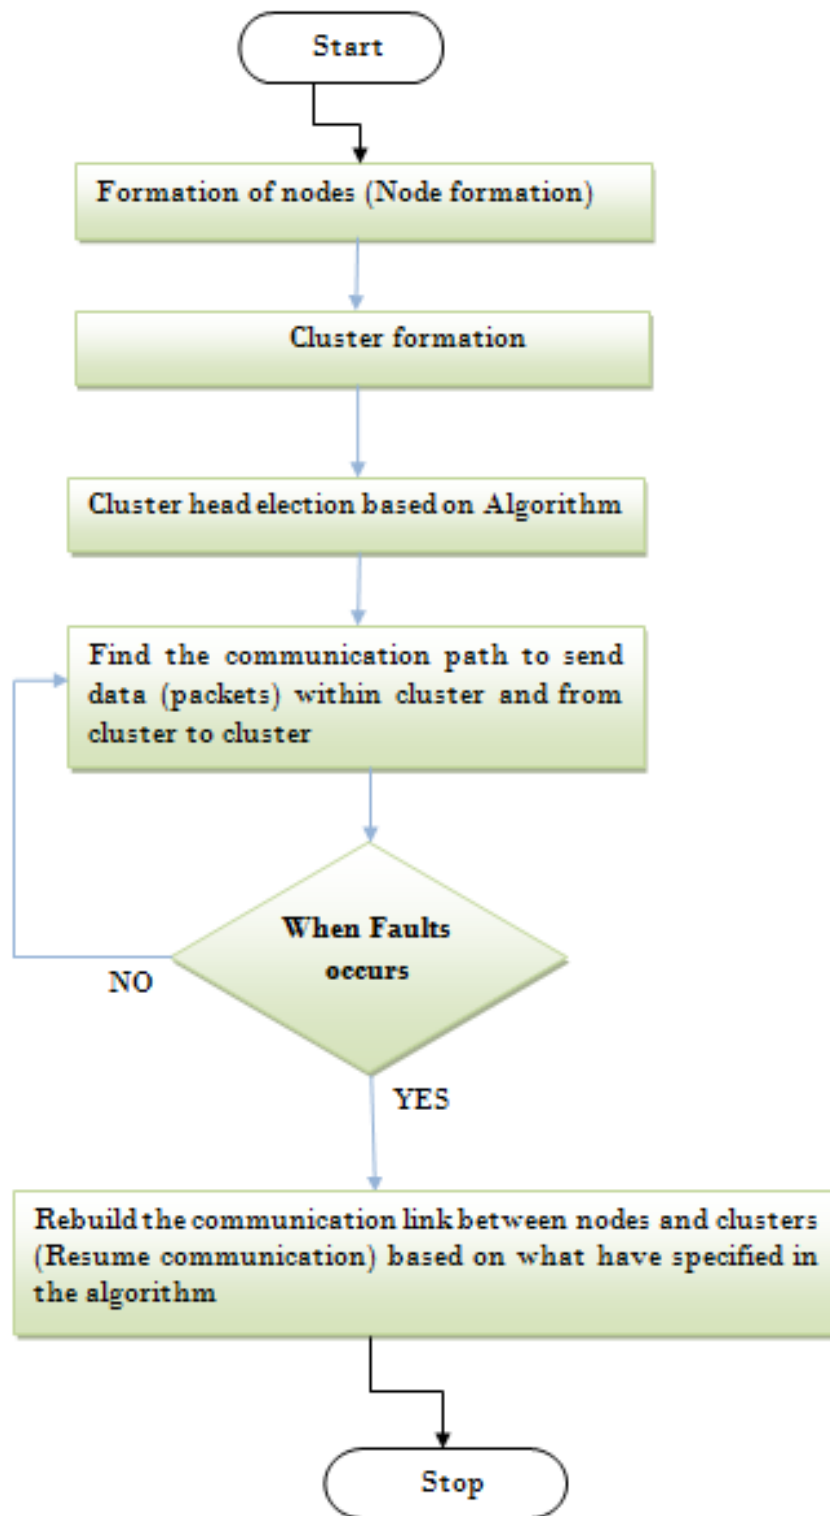 Start
Formation of nodes (Node formation)
Cluster formation
Cluster head election based on Algorithm
Find the communication path to send
data (packets) within cluster and from
cluster to cluster
When Faults
occurs
NO
YES
Rebuild the communication link between nodes and clusters
(Resume communication) based on what have specified in
the algorithm
Stop